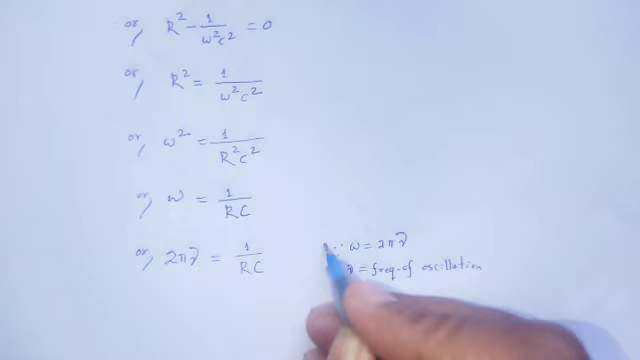 or, R² - 1/ω²c² = 0
or, R² = 1/ω²c²
or, ω² = 1/R²c²
or, ω = 1/RC
or, 2πν = 1/RC ∵ ω = 2πν
ν = freq. of oscillation